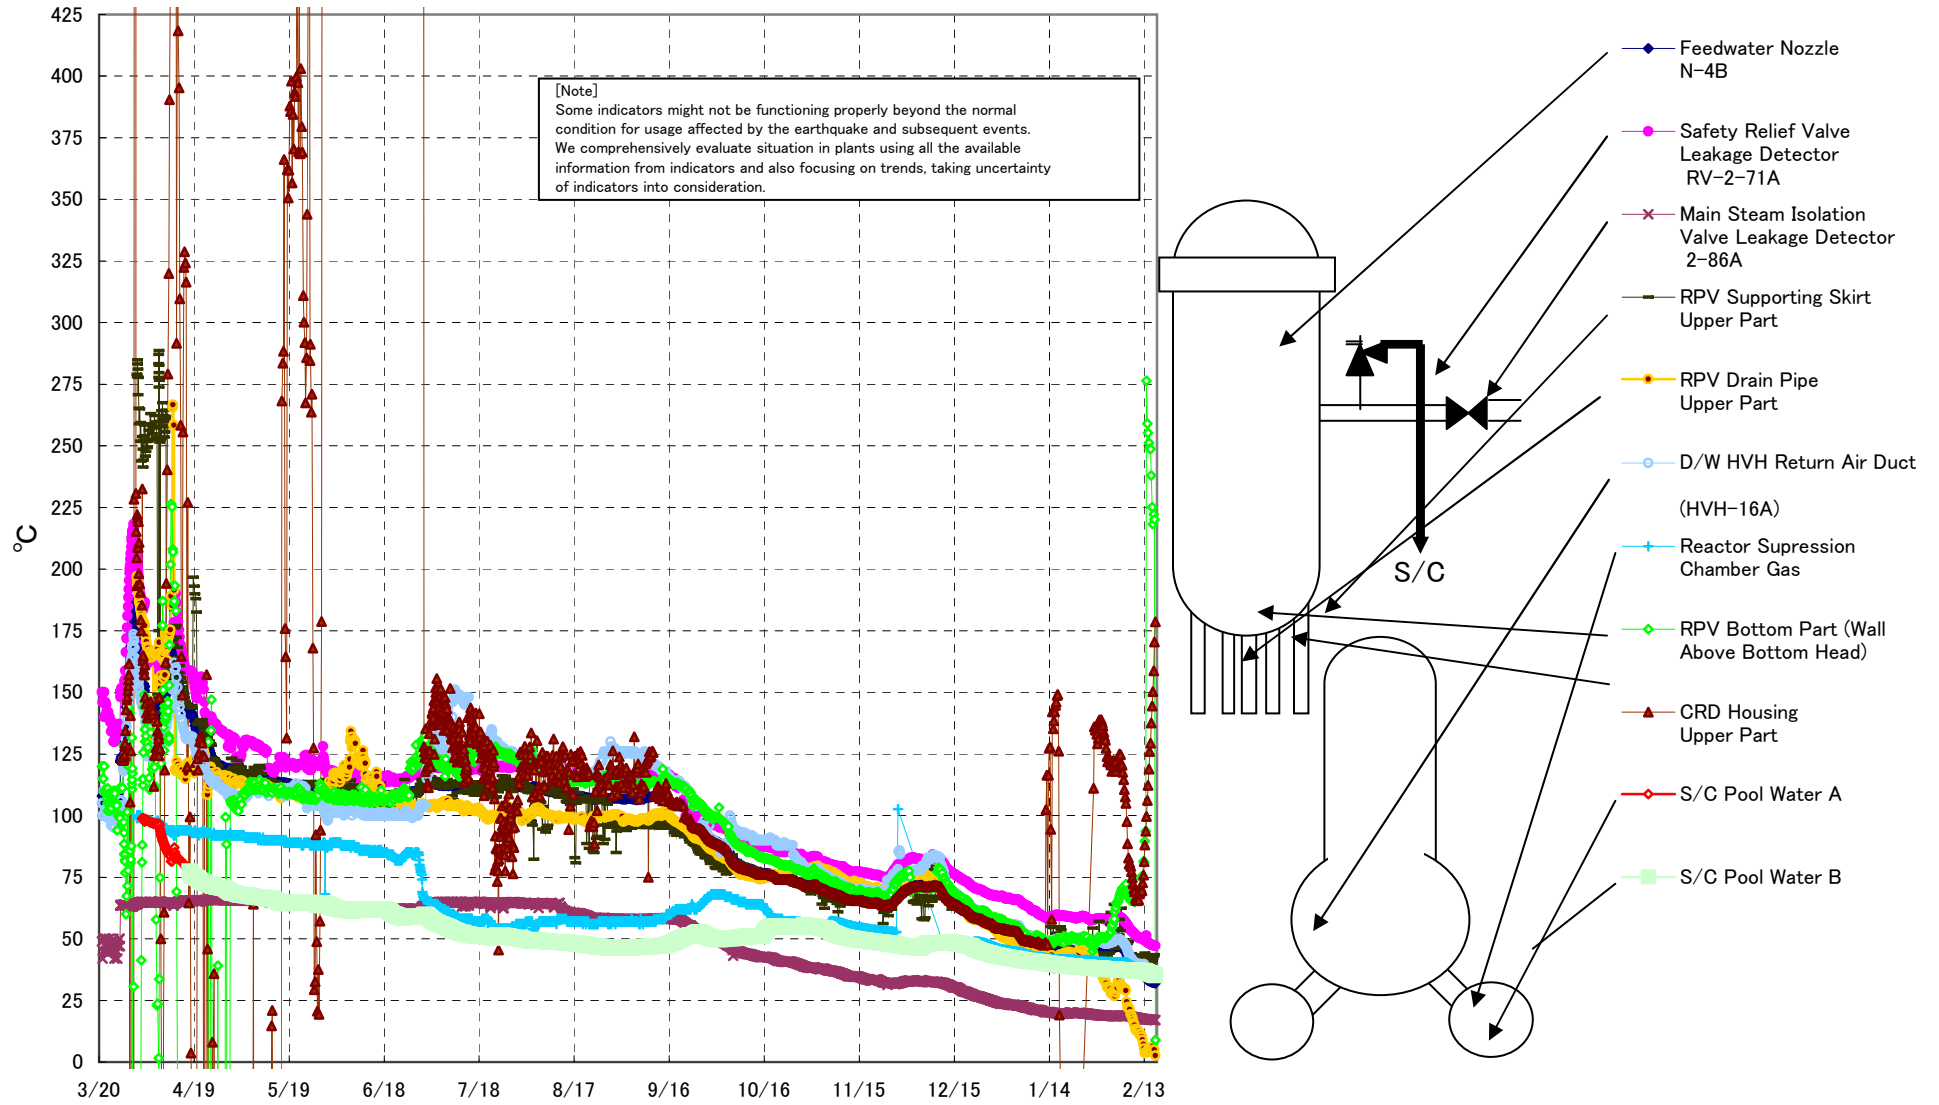 425
400
375
350
325
300
275
250
225
200
175
150
125
100
75
50
25
0
℃
3/20
4/19
5/19
6/18
7/18
8/17
9/16
10/16
11/15
12/15
1/14
2/13
[Note]
Some indicators might not be functioning properly beyond the normal
condition for usage affected by the earthquake and subsequent events.
We comprehensively evaluate situation in plants using all the available
information from indicators and also focusing on trends, taking uncertainty
of indicators into consideration.
S/C
Feedwater Nozzle
N-4B
Safety Relief Valve
Leakage Detector
RV-2-71A
Main Steam Isolation
Valve Leakage Detector
2-86A
RPV Supporting Skirt
Upper Part
RPV Drain Pipe
Upper Part
D/W HVH Return Air Duct
(HVH-16A)
Reactor Supression
Chamber Gas
RPV Bottom Part (Wall
Above Bottom Head)
CRD Housing
Upper Part
S/C Pool Water A
S/C Pool Water B